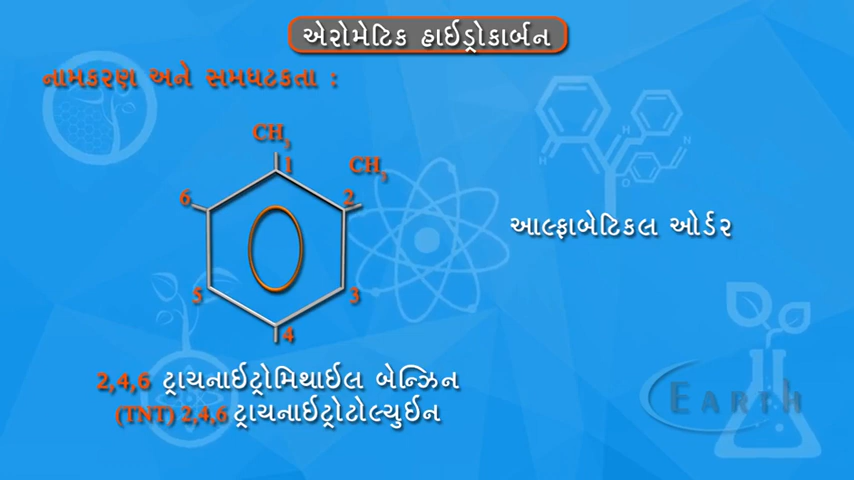 એરોમેટિક હાઈડ્રોકાર્બન
નામકરણ અને સમઘટકતા :
CH3
1
CH3
6
2
આલ્ફાબેટિકલ ઓર્ડર
5
3
4
2,4,6 ટ્રાયનાઈટ્રોમિથાઈલ બેન્ઝિન
(TNT) 2,4,6 ટ્રાયનાઈટ્રોટોલ્યુઈન
EARTH
H
N
O
H